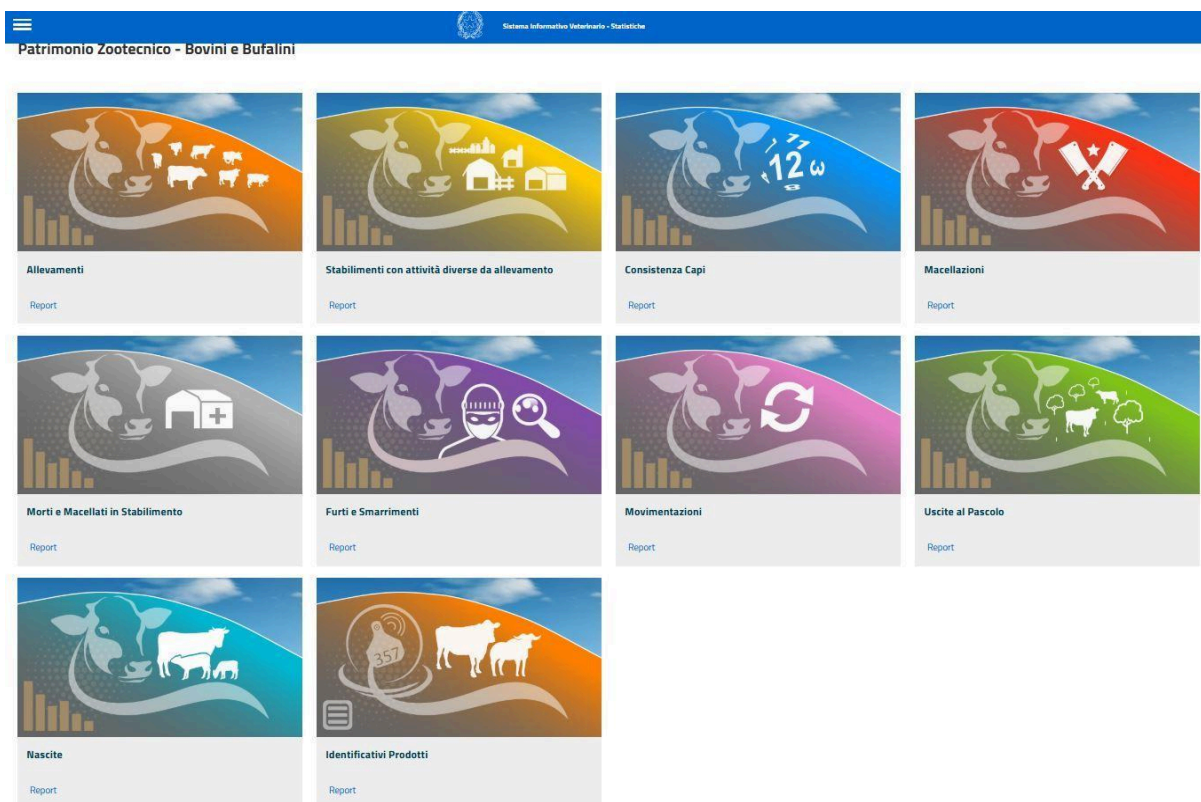 Sistema Informativo Veterinario - Statistiche
Patrimonio Zootecnico - Bovini e Bufalini
12
Allevamenti
Stabilimenti con attività diverse da allevamento
Consistenza Capi
Macellazioni
Report
Report
Report
Report
Morti e Macellati in Stabilimento
Furti e Smarrimenti
Movimentazioni
Uscite al Pascolo
Report
Report
Report
Report
357
Nascite
Identificativi Prodotti
Report
Report